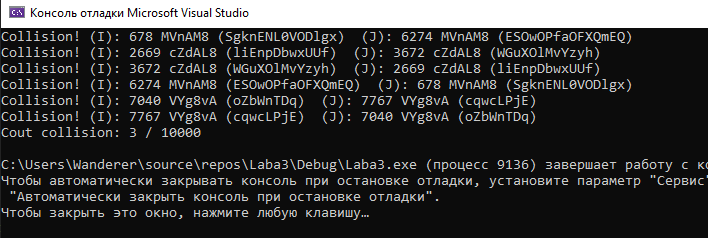 Консоль отладки Microsoft Visual Studio
Collision! (I): 678 MVnAM8 (SgknENL0VODlgx)  (J): 6274 MVnAM8 (ESOwOPfaOFXQmEQ)
Collision! (I): 2669 cZdAL8 (liEnpDbwxUUf)  (J): 3672 cZdAL8 (WGuXOlMvYzyh)
Collision! (I): 3672 cZdAL8 (WGuXOlMvYzyh)  (J): 2669 cZdAL8 (liEnpDbwxUUf)
Collision! (I): 6274 MVnAM8 (ESOwOPfaOFXQmEQ)  (J): 678 MVnAM8 (SgknENL0VODlgx)
Collision! (I): 7040 VYg8vA (oZbWnTDq)  (J): 7767 VYg8vA (cqwcLPjE)
Collision! (I): 7767 VYg8vA (cqwcLPjE)  (J): 7040 VYg8vA (oZbWnTDq)
Cout collision: 3 / 10000
C:\Users\Wanderer\source\repos\Laba3\Debug\Laba3.exe (процесс 9136) завершает работу с ко
Чтобы автоматически закрывать консоль при остановке отладки, установите параметр "Сервис"
"Автоматически закрыть консоль при остановке отладки".
Чтобы закрыть это окно, нажмите любую клавишу…